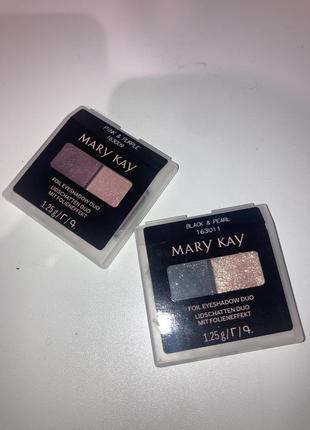 PINK & PURPLE
163009
MARY KAY
FOIL EYESHADOW DUO
LIDSCHATTEN DUO
MIT FOLIENEFFEKT
1.25 g/Г/գ.
BLACK & PEARL
163011
MARY KAY
FOIL EYESHADOW DUO
LIDSCHATTEN DUO
MIT FOLIENEFFEKT
1.25 g/Г/գ.